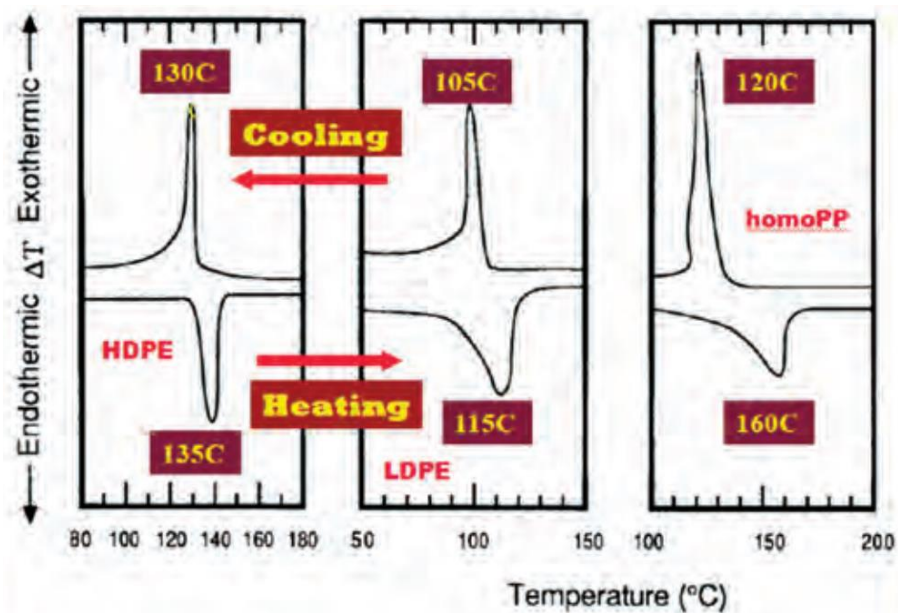 ← Endothermic ΔT Exothermic →
130C
105C
120C
Cooling
homoPP
HDPE
Heating
135C
115C
160C
LDPE
80 100 120 140 160 180
50 100 150
100 150 200
Temperature (°C)